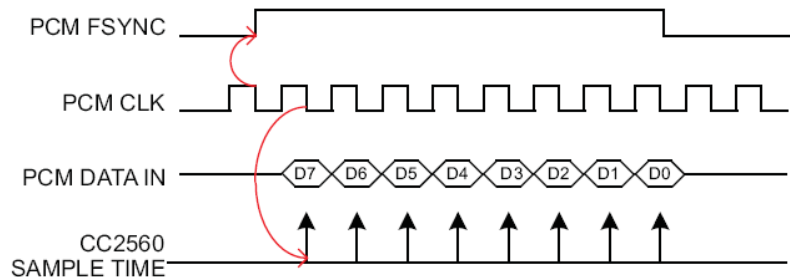 PCM FSYNC
PCM CLK
PCM DATA IN
D7 D6 D5 D4 D3 D2 D1 D0
CC2560
SAMPLE TIME